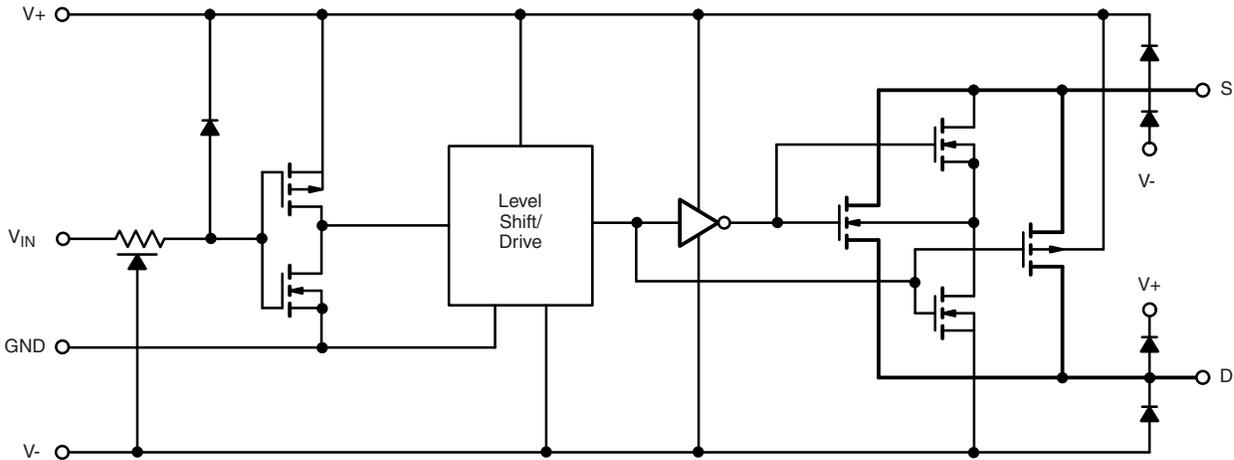 V+
S
V-
Level
Shift/
Drive
VIN
V+
GND
D
V-